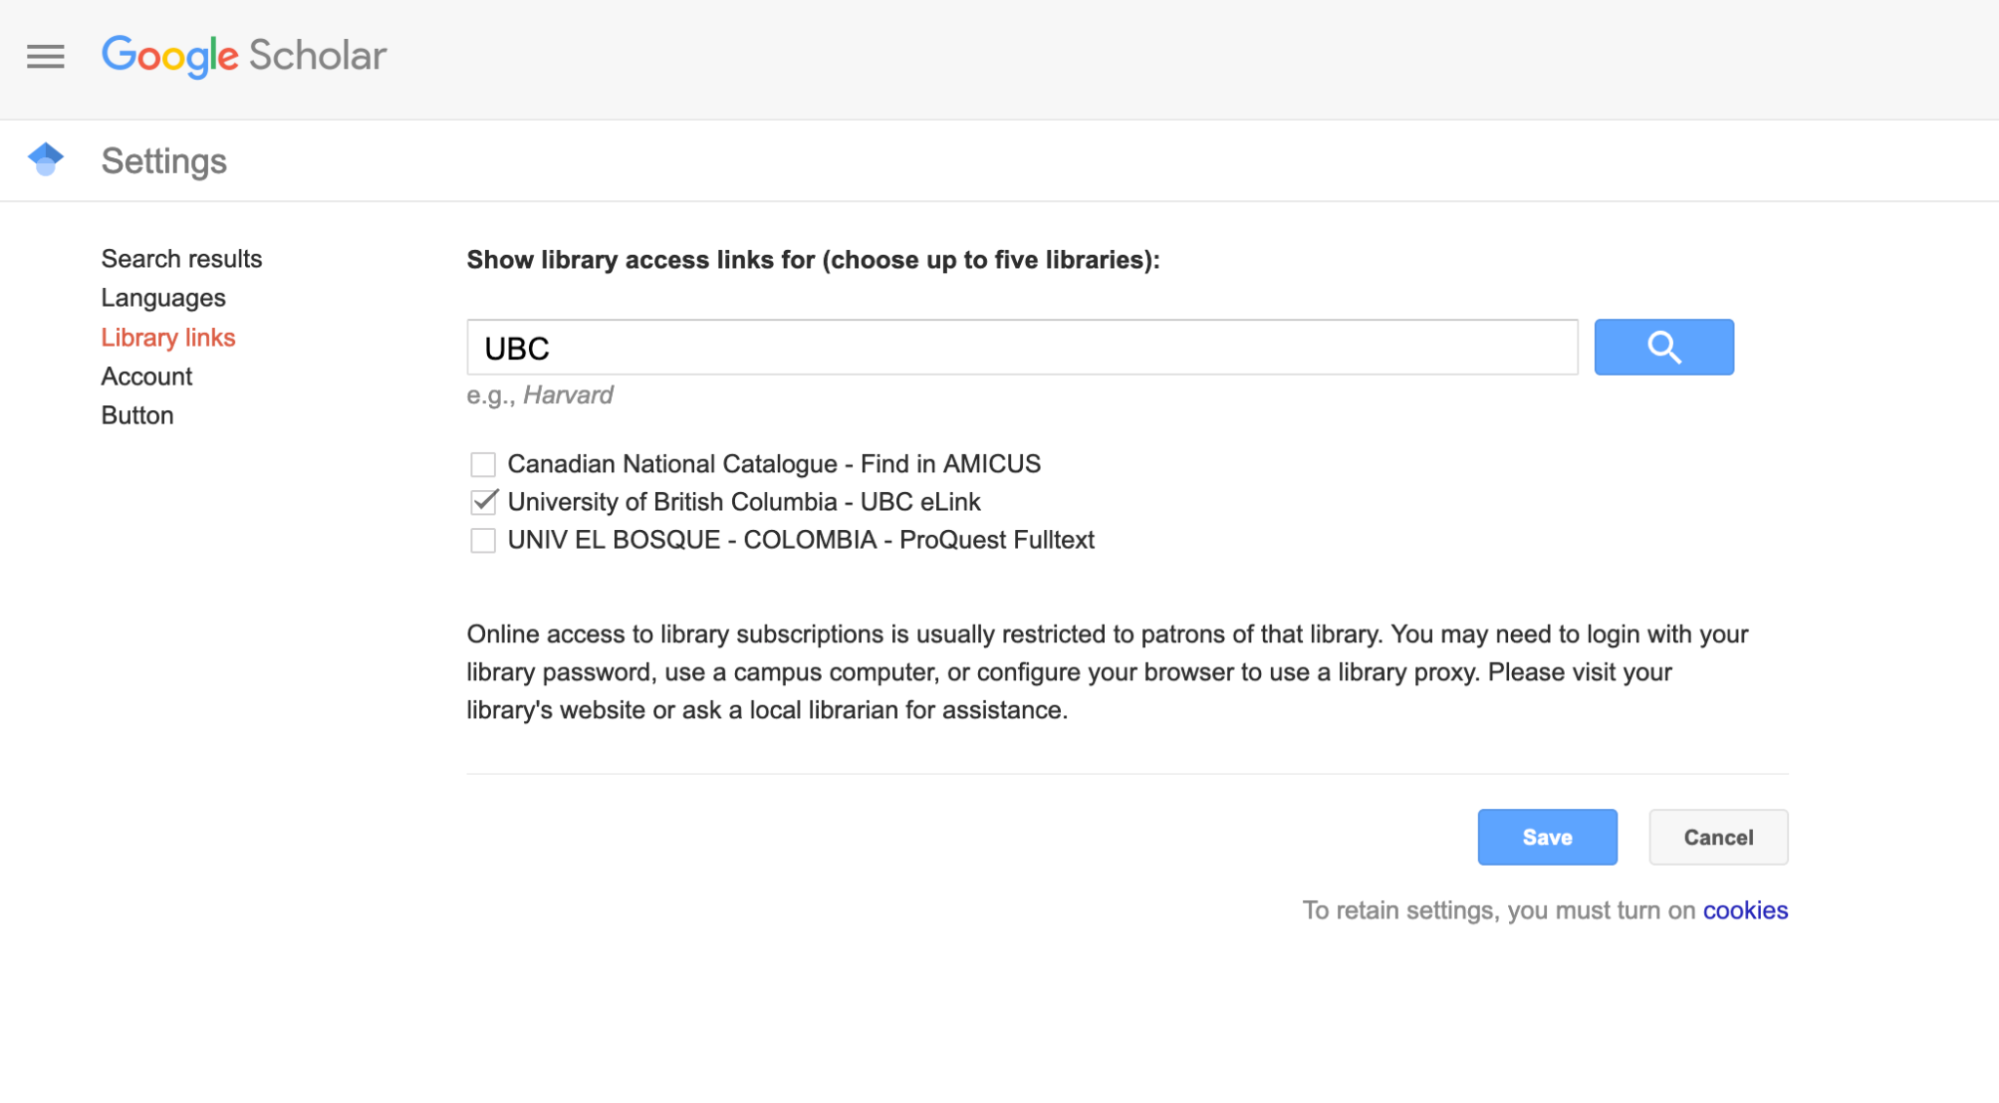 Google Scholar
Settings
Search results
Languages
Library links
Account
Button
Show library access links for (choose up to five libraries):
UBC
e.g., Harvard
Canadian National Catalogue - Find in AMICUS
University of British Columbia - UBC eLink
UNIV EL BOSQUE - COLOMBIA - ProQuest Fulltext
Online access to library subscriptions is usually restricted to patrons of that library. You may need to login with your
library password, use a campus computer, or configure your browser to use a library proxy. Please visit your
library's website or ask a local librarian for assistance.
Save
Cancel
To retain settings, you must turn on cookies